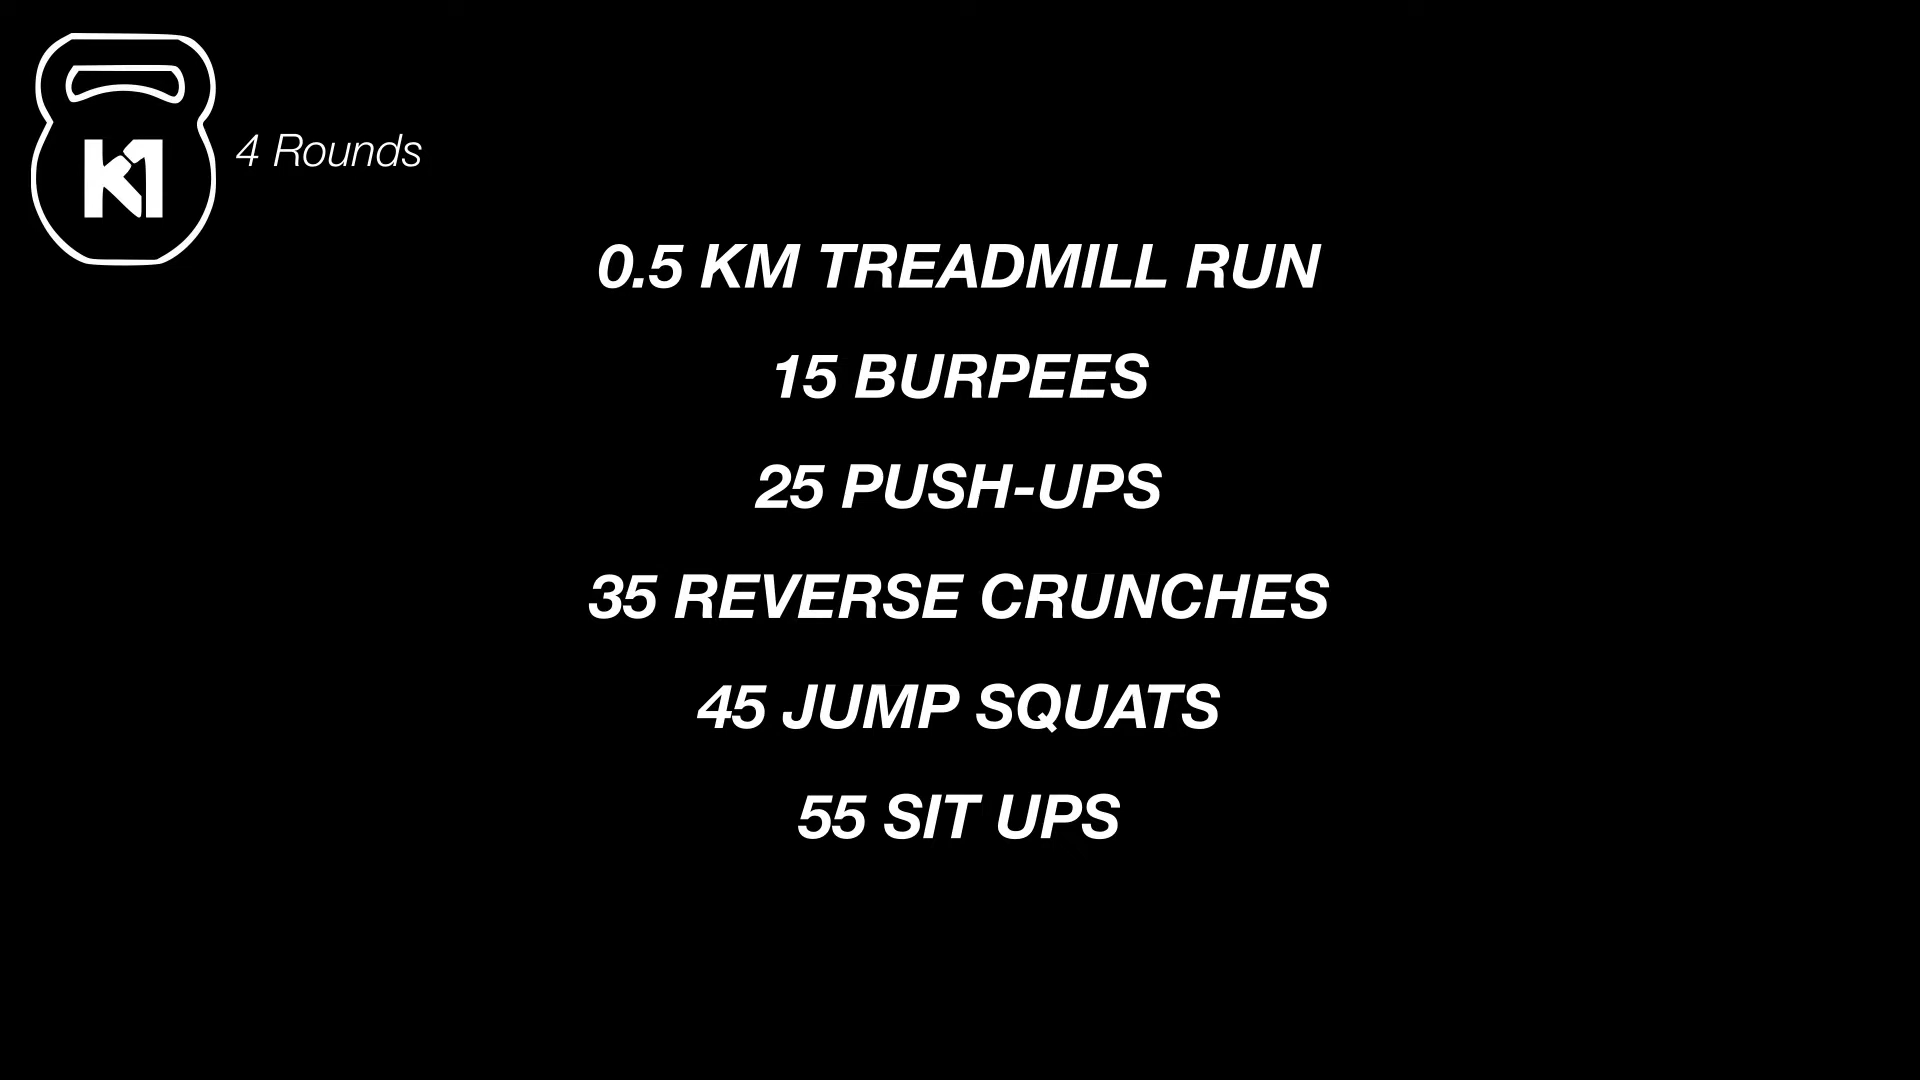 K1
4 Rounds
0.5 KM TREADMILL RUN
15 BURPEES
25 PUSH-UPS
35 REVERSE CRUNCHES
45 JUMP SQUATS
55 SIT UPS